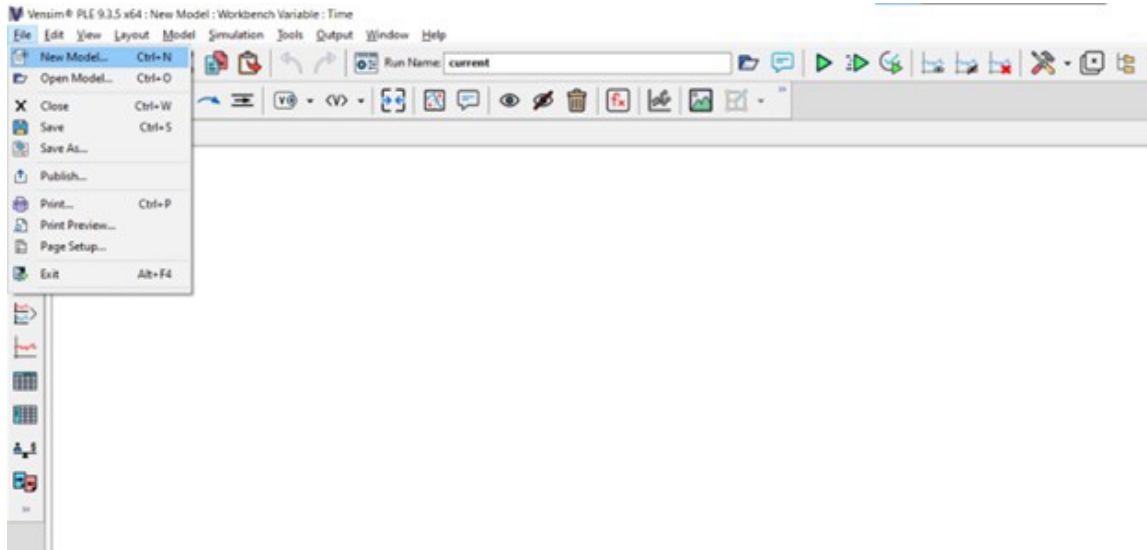 Vensim® PLE 9.3.5 x64 : New Model : Workbench Variable : Time
File Edit View Layout Model Simulation Tools Output Window Help
New Model... Ctrl+N
Run Name: current
Open Model... Ctrl+O
Close Ctrl+W
Save Ctrl+S
Save As...
Publish...
Print... Ctrl+P
Print Preview...
Page Setup...
Exit Alt+F4